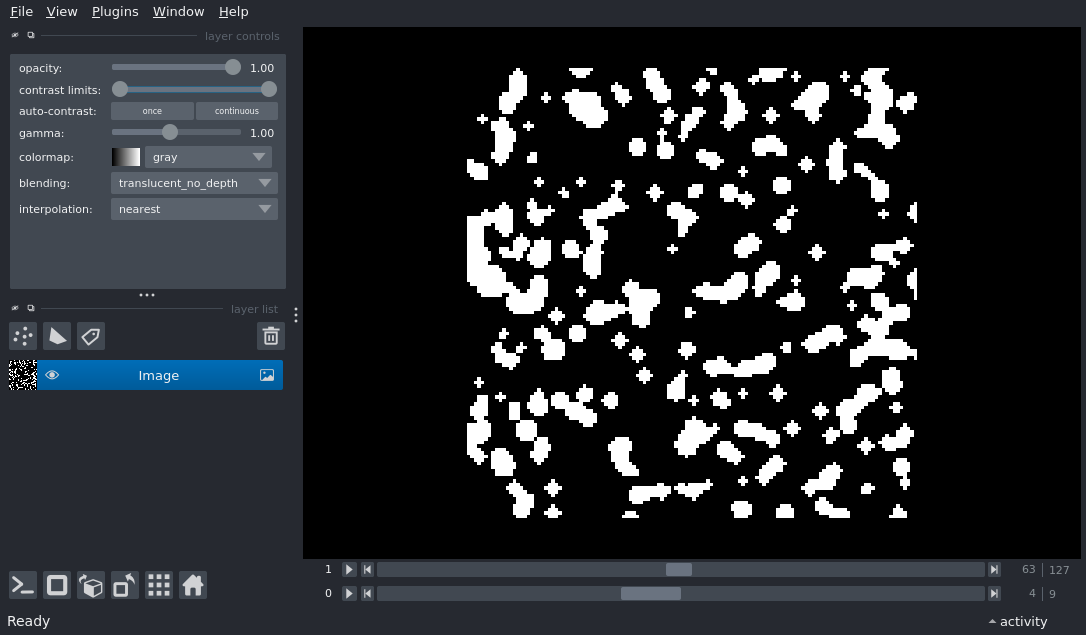 File View Plugins Window Help
layer controls
opacity: 1.00
contrast limits:
auto-contrast: once continuous
gamma: 1.00
colormap: gray
blending: translucent_no_depth
interpolation: nearest
layer list
Image
1 63 127
0 4 9
Ready activity